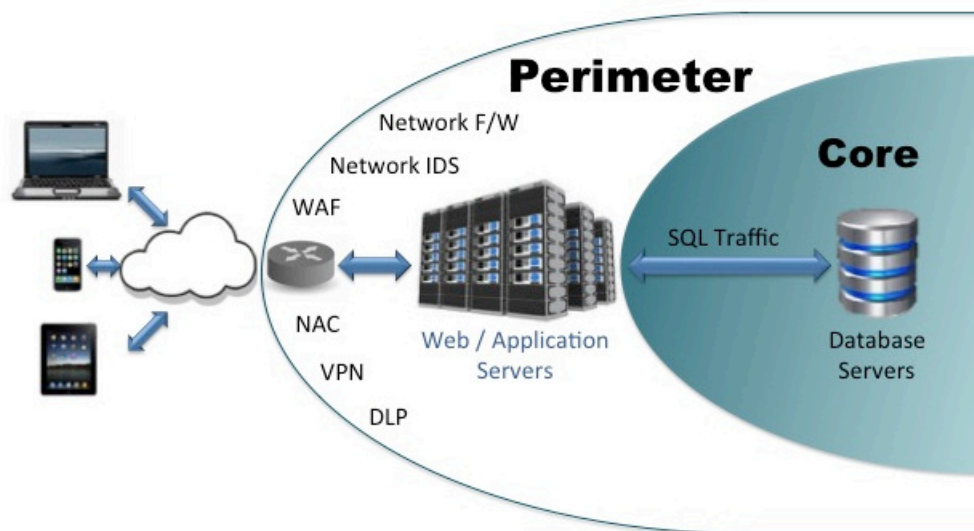 Perimeter
Network F/W
Core
Network IDS
WAF
SQL Traffic
NAC
Web / Application
Servers
Database
Servers
VPN
DLP